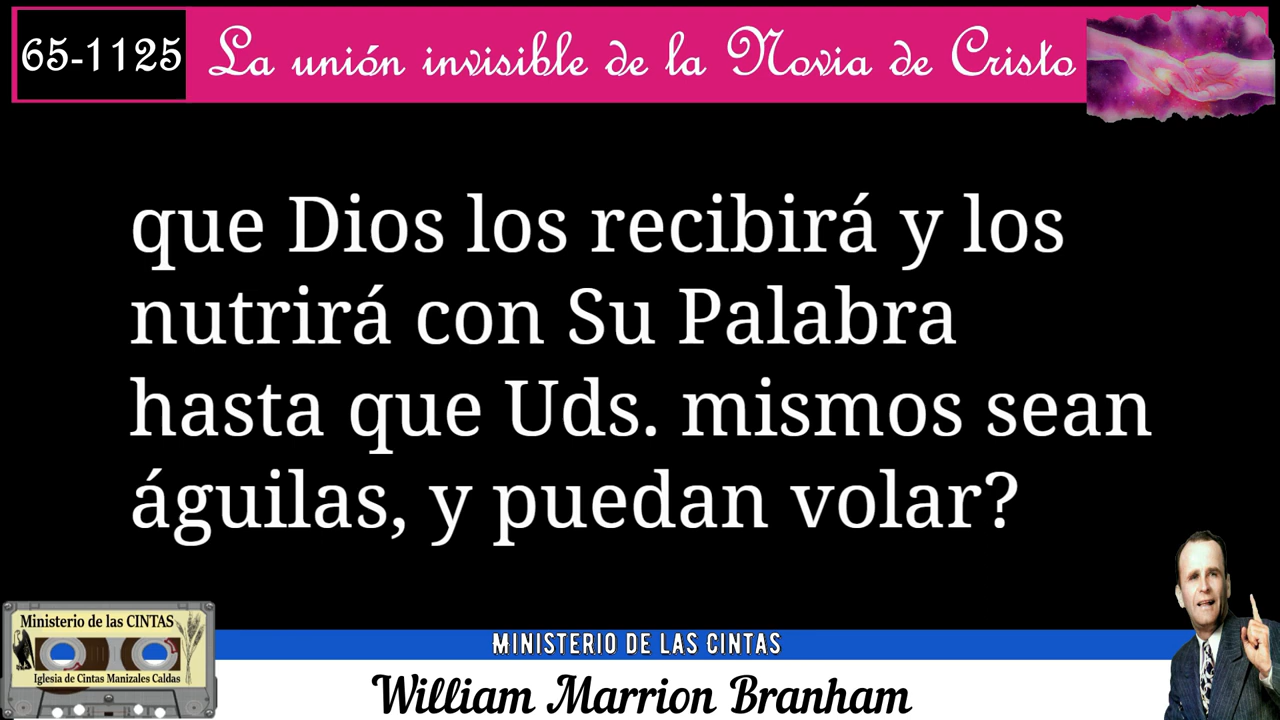 65-1125 La unión invisible de la Novia de Cristo
que Dios los recibirá y los
nutrirá con Su Palabra
hasta que Uds. mismos sean
águilas, y puedan volar?
Ministerio de las CINTAS
Iglesia de Cintas Manizales Caldas
MINISTERIO DE LAS CINTAS
William Marrion Branham